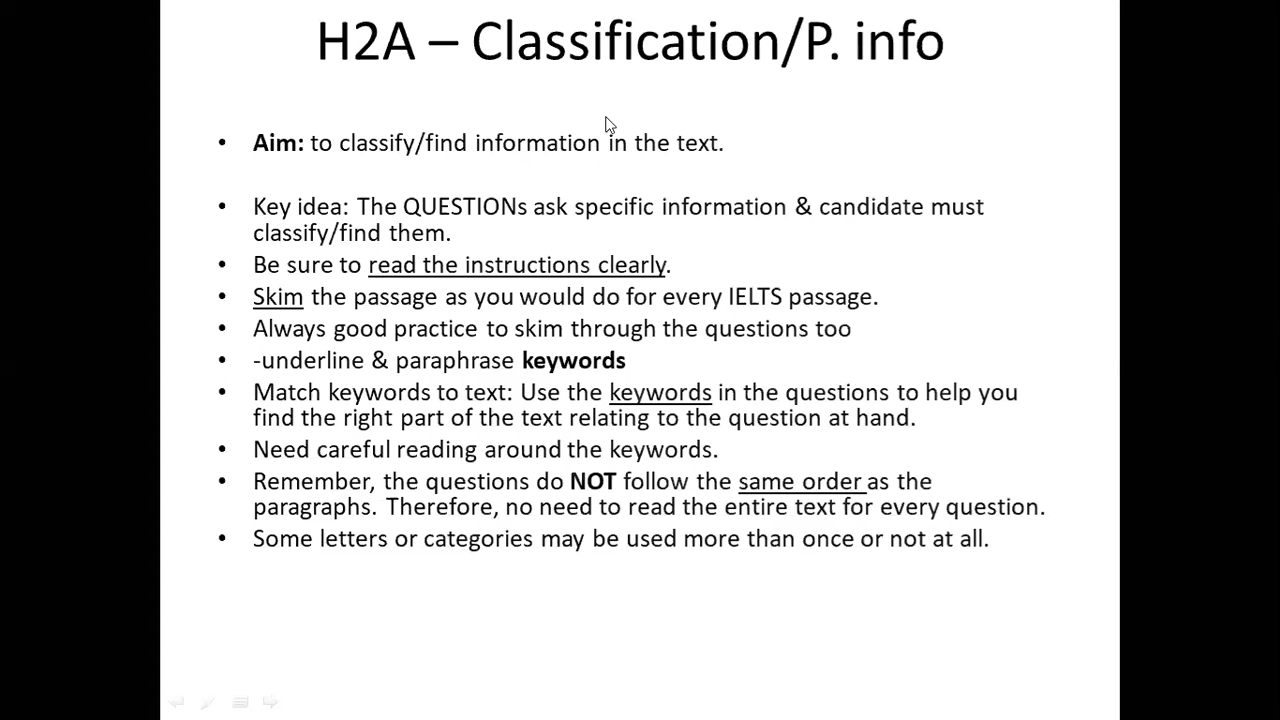 H2A – Classification/P. info
• Aim: to classify/find information in the text.
• Key idea: The QUESTIONs ask specific information & candidate must
classify/find them.
• Be sure to read the instructions clearly.
• Skim the passage as you would do for every IELTS passage.
• Always good practice to skim through the questions too
• -underline & paraphrase keywords
• Match keywords to text: Use the keywords in the questions to help you
find the right part of the text relating to the question at hand.
• Need careful reading around the keywords.
• Remember, the questions do NOT follow the same order as the
paragraphs. Therefore, no need to read the entire text for every question.
• Some letters or categories may be used more than once or not at all.